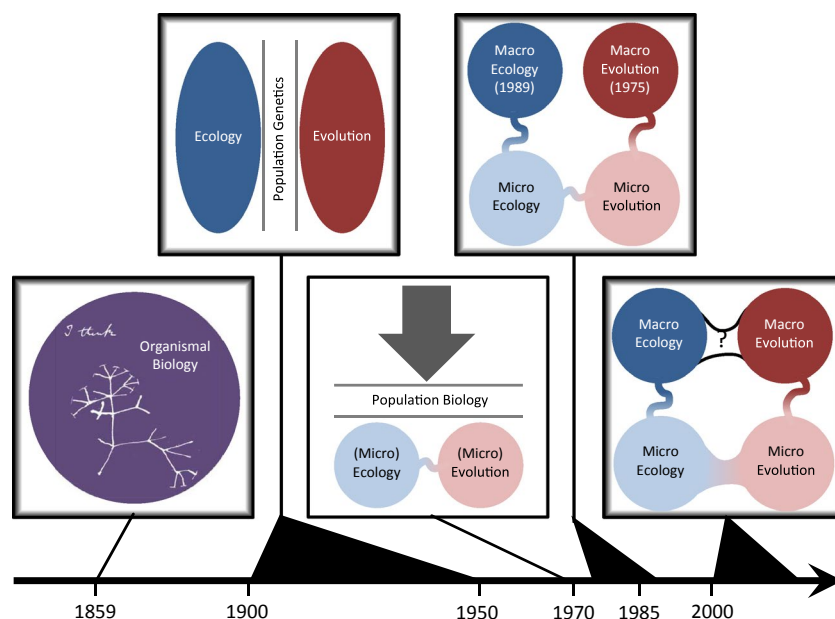 Ecology
Population Genetics
Evolution
Macro
Ecology
(1989)
Macro
Evolution
(1975)
Micro
Ecology
Micro
Evolution
I think
Organismal
Biology
Population Biology
(Micro)
Ecology
(Micro)
Evolution
Macro
Ecology
?
Macro
Evolution
Micro
Ecology
Micro
Evolution
1859
1900
1950
1970
1985
2000